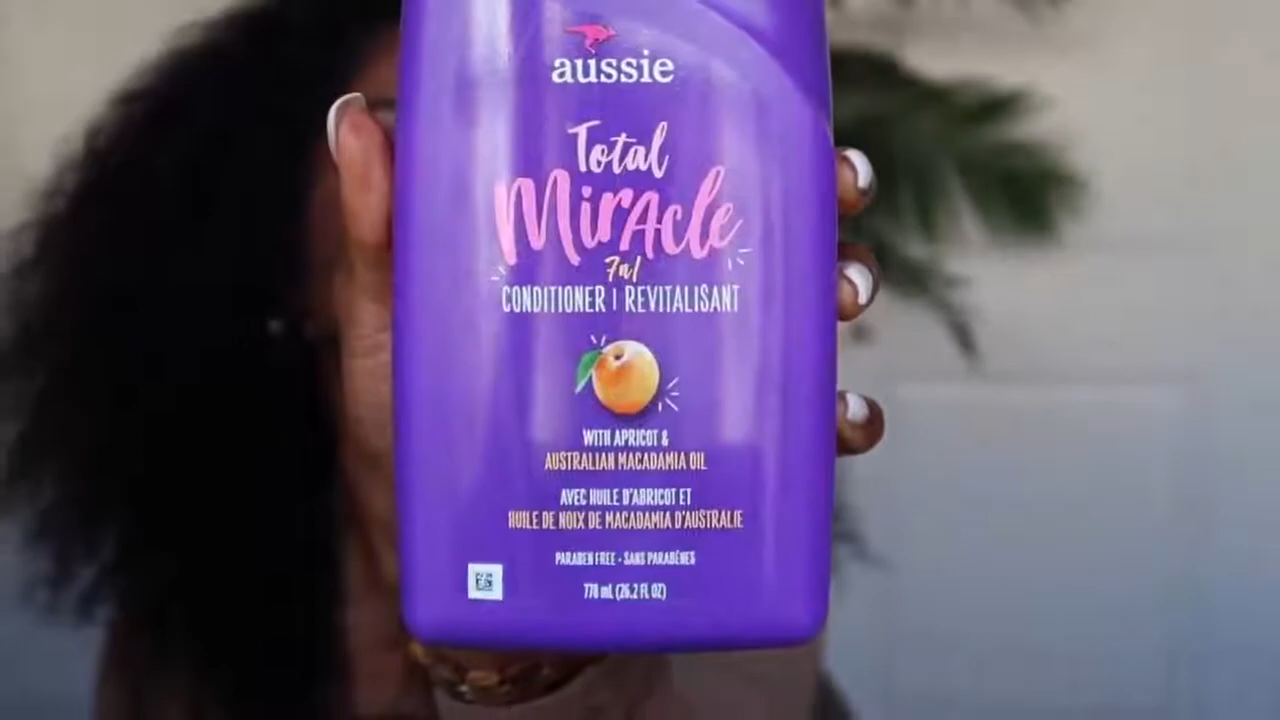 aussie
Total
Miracle
7n1
CONDITIONER | REVITALISANT
WITH APRICOT &
AUSTRALIAN MACADAMIA OIL
AVEC HUILE D'ABRICOT ET
HUILE DE NOIX DE MACADAMIA D'AUSTRALIE
PARABEN FREE • SANS PARABÈNES
778 mL (26.2 FL OZ)